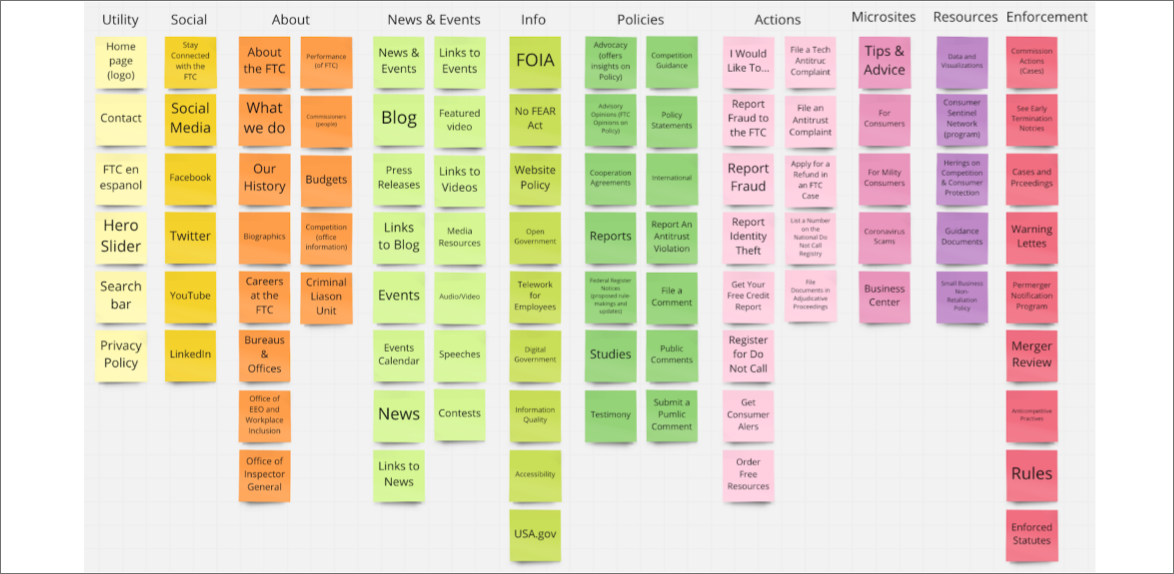 Utility
Social
About
News & Events
Info
Policies
Actions
Microsites
Resources
Enforcement
Home
page
(logo)
Contact
FTC en
espanol
Hero
Slider
Search
bar
Privacy
Policy
Stay
Connected
with the
FTC
Social
Media
Facebook
Twitter
YouTube
LinkedIn
About
the FTC
What
we do
Our
History
Biographics
Careers
at the
FTC
Bureaus
&
Offices
Office of
EEO and
Workplace
Inclusion
Office of
Inspector
General
Performance
(of FTC)
Commissioners
(people)
Budgets
Competition
(office
information)
Criminal
Liason
Unit
News &
Events
Blog
Press
Releases
Links
to Blog
Events
Events
Calendar
News
Links to
News
Links to
Events
Featured
video
Links to
Videos
Media
Resources
Audio/Video
Speeches
Contests
FOIA
No FEAR
Act
Website
Policy
Open
Government
Telework
for
Employees
Digital
Government
Information
Quality
Accessibility
USA.gov
Advocacy
(offers
insights on
Policy)
Advisory
Opinions (FTC
Opinions on
Policy)
Cooperation
Agreements
Reports
Federal Register
Notices
(proposed rule-
makings and
updates)
Studies
Testimony
Competition
Guidance
Policy
Statements
International
Report An
Antitrust
Violation
File a
Comment
Public
Comments
Submit a
Pumlic
Comment
I Would
Like To...
Report
Fraud to
the FTC
Report
Fraud
Report
Identity
Theft
Get Your
Free Credit
Report
Register
for Do
Not Call
Get
Consumer
Alers
Order
Free
Resources
File a Tech
Antitruc
Complaint
File an
Antitrust
Complaint
Apply for a
Refund in
an FTC
Case
List a Number
on the
National Do
Not Call
Registry
File
Documents in
Adjudicative
Proceedings
Tips &
Advice
For
Consumers
For Mility
Consumers
Coronavirus
Scams
Business
Center
Data and
Visualizations
Consumer
Sentinel
Network
(program)
Herings on
Competition
& Consumer
Protection
Guidance
Documents
Small Business
Non-
Retaliation
Policy
Commission
Actions
(Cases)
See Early
Termination
Notcies
Cases and
Prceedings
Warning
Lettes
Permerger
Notification
Program
Merger
Review
Anticompetitive
Practives
Rules
Enforced
Statutes